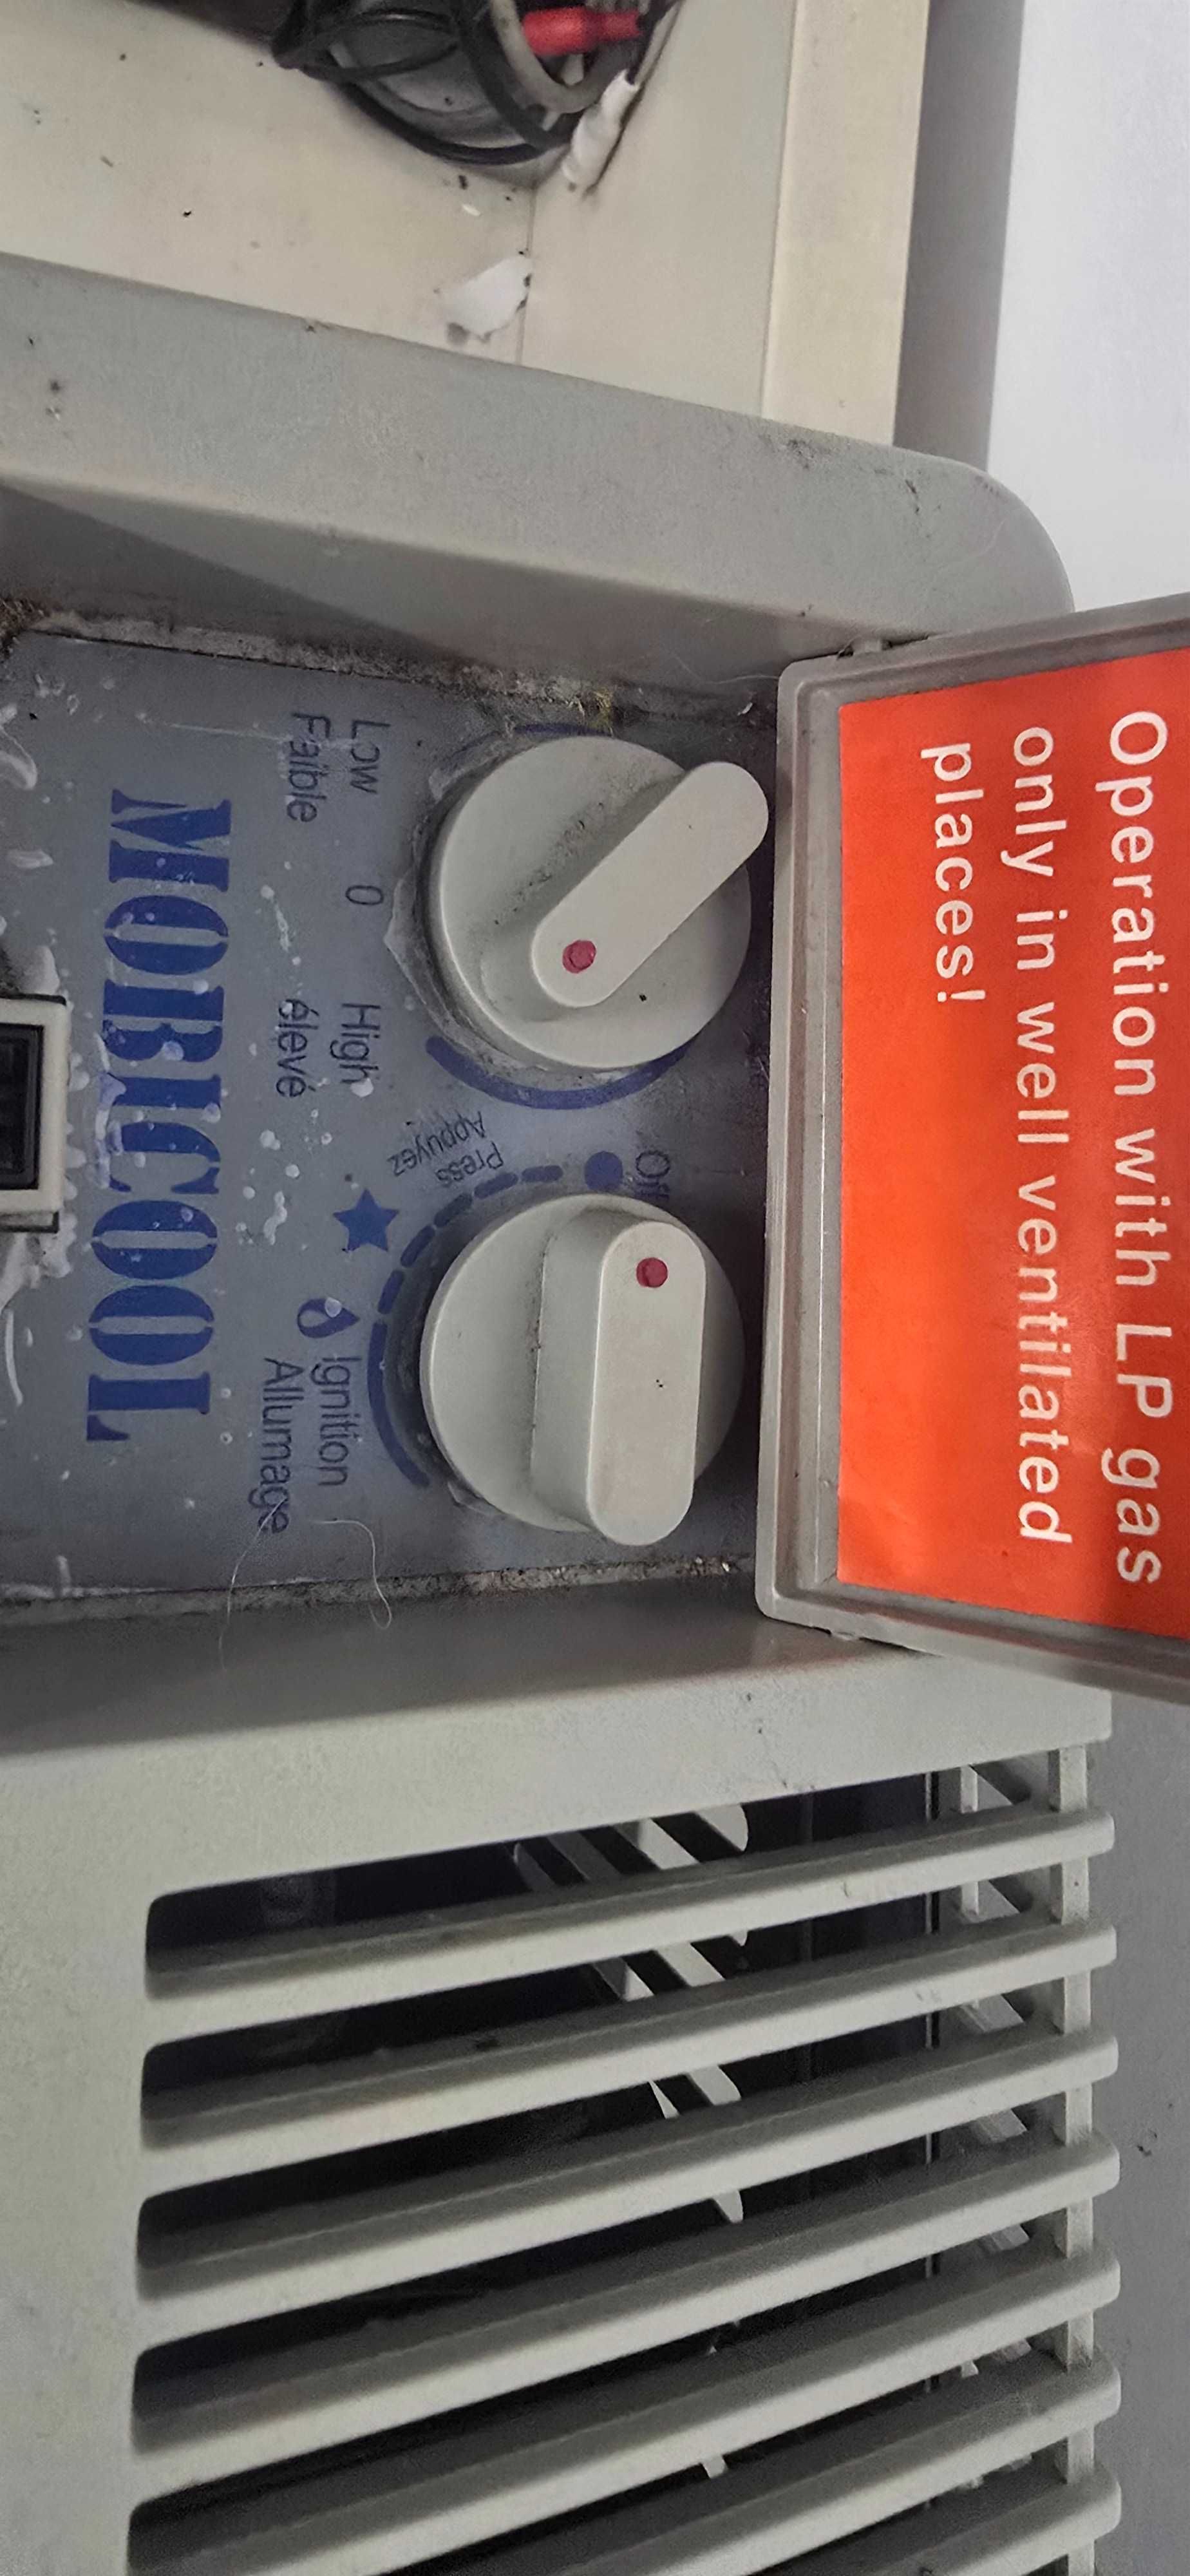 Operation with LP gas
only in well ventilated
places!
Off
Press
Appuyez
Low
Faible
0
High
élevé
Ignition
Allumage
MOBICOOL